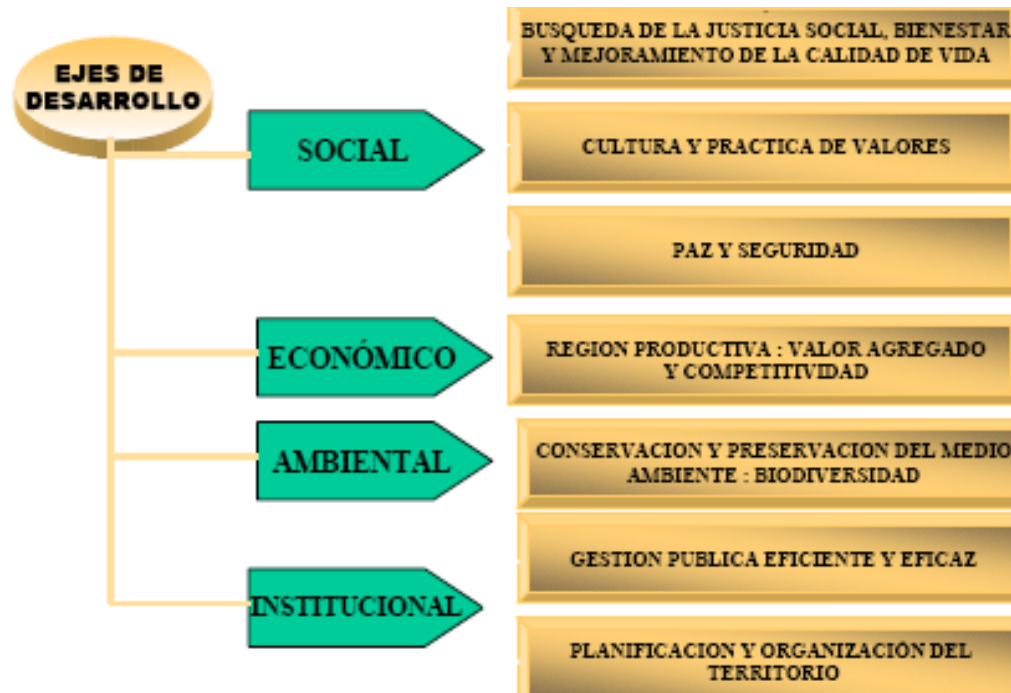 EJES DE
DESARROLLO
SOCIAL
BUSQUEDA DE LA JUSTICIA SOCIAL, BIENESTAR
Y MEJORAMIENTO DE LA CALIDAD DE VIDA
CULTURA Y PRACTICA DE VALORES
PAZ Y SEGURIDAD
ECONÓMICO
REGION PRODUCTIVA : VALOR AGREGADO
Y COMPETITIVIDAD
AMBIENTAL
CONSERVACION Y PRESERVACION DEL MEDIO
AMBIENTE : BIODIVERSIDAD
INSTITUCIONAL
GESTION PUBLICA EFICIENTE Y EFICAZ
PLANIFICACION Y ORGANIZACIÓN DEL
TERRITORIO